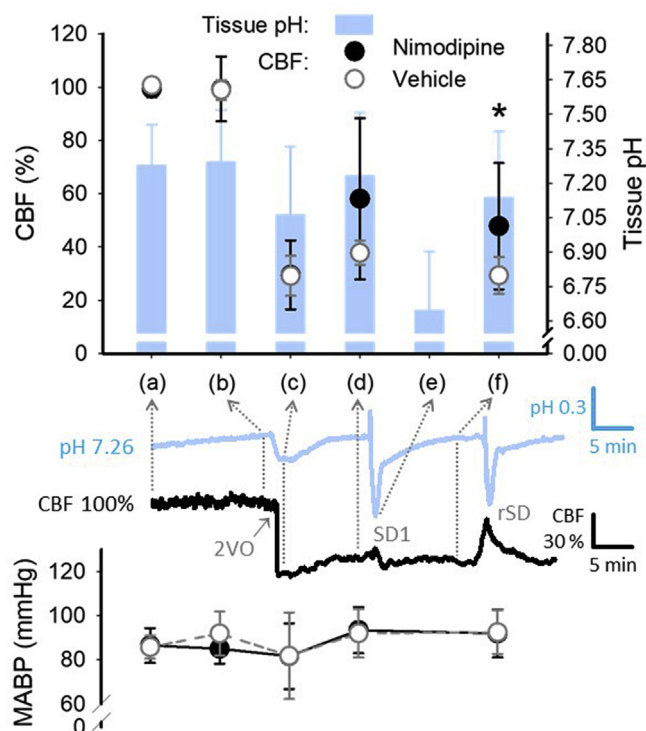 Tissue pH:
CBF:
Nimodipine
Vehicle
*
120
100
80
60
40
20
0
CBF (%)
7.80
7.65
7.50
7.35
7.20
7.05
6.90
6.75
6.60
0.00
Tissue pH
(a) (b) (c) (d) (e) (f)
pH 0.3
5 min
pH 7.26
CBF 100%
2VO
SD1
rSD
CBF
30 %
5 min
120
100
80
60
0
MABP (mmHg)